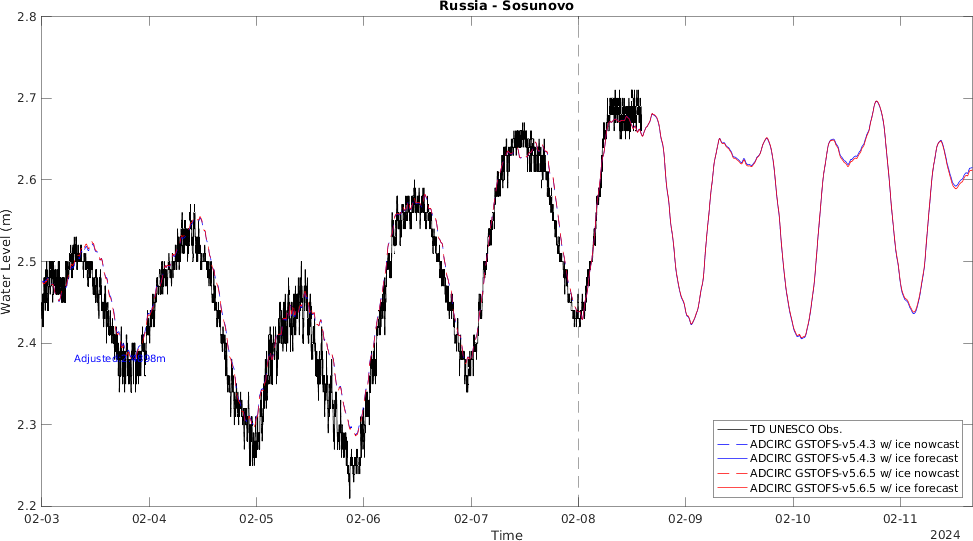 Russia - Sosunovo
2.8
2.7
2.6
2.5
2.4
2.3
2.2
Water Level (m)
Adjusted
98m
TD UNESCO Obs.
ADCIRC GSTOFS-v5.4.3 w/ ice nowcast
ADCIRC GSTOFS-v5.4.3 w/ ice forecast
ADCIRC GSTOFS-v5.6.5 w/ ice nowcast
ADCIRC GSTOFS-v5.6.5 w/ ice forecast
02-03 02-04 02-05 02-06 02-07 02-08 02-09 02-10 02-11
Time
2024